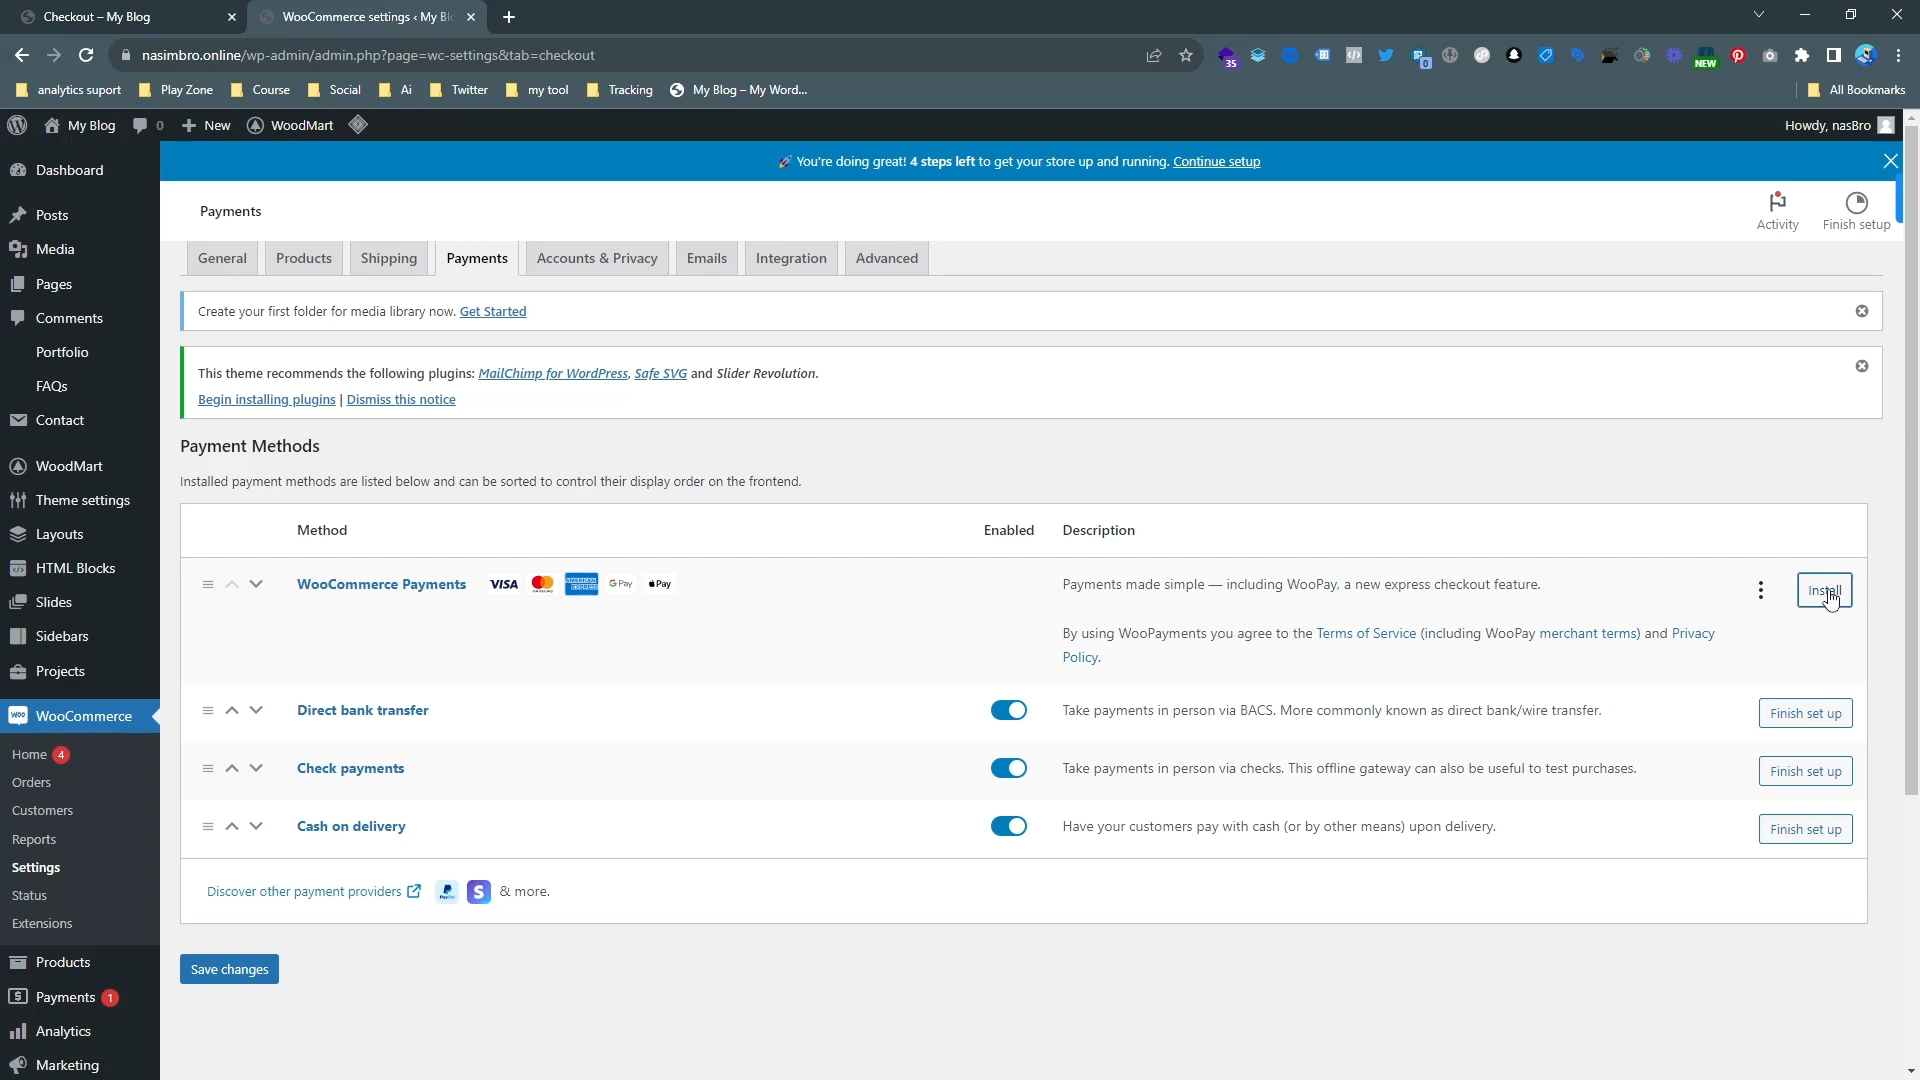 Checkout – My Blog
WooCommerce settings ‹ My Bl
nasimbro.online/wp-admin/admin.php?page=wc-settings&tab=checkout
35
0
NEW
analytics suport
Play Zone
Course
Social
Ai
Twitter
my tool
Tracking
My Blog – My Word...
All Bookmarks
My Blog
0
New
WoodMart
Howdy, nasBro
🚀 You're doing great! 4 steps left to get your store up and running. Continue setup
Dashboard
Posts
Media
Pages
Comments
Portfolio
FAQs
Contact
WoodMart
Theme settings
Layouts
HTML Blocks
Slides
Sidebars
Projects
woo
WooCommerce
Home 4
Orders
Customers
Reports
Settings
Status
Extensions
Products
Payments 1
Analytics
Marketing
Payments
Activity
Finish setup
General
Products
Shipping
Payments
Accounts & Privacy
Emails
Integration
Advanced
Create your first folder for media library now. Get Started
This theme recommends the following plugins: MailChimp for WordPress, Safe SVG and Slider Revolution.
Begin installing plugins | Dismiss this notice
Payment Methods
Installed payment methods are listed below and can be sorted to control their display order on the frontend.
Method Enabled Description
WooCommerce Payments VISA AMERICAN EXPRESS G Pay Pay Payments made simple — including WooPay, a new express checkout feature. Install
By using WooPayments you agree to the Terms of Service (including WooPay merchant terms) and Privacy
Policy.
Direct bank transfer Take payments in person via BACS. More commonly known as direct bank/wire transfer. Finish set up
Check payments Take payments in person via checks. This offline gateway can also be useful to test purchases. Finish set up
Cash on delivery Have your customers pay with cash (or by other means) upon delivery. Finish set up
Discover other payment providers PayPal S & more.
Save changes